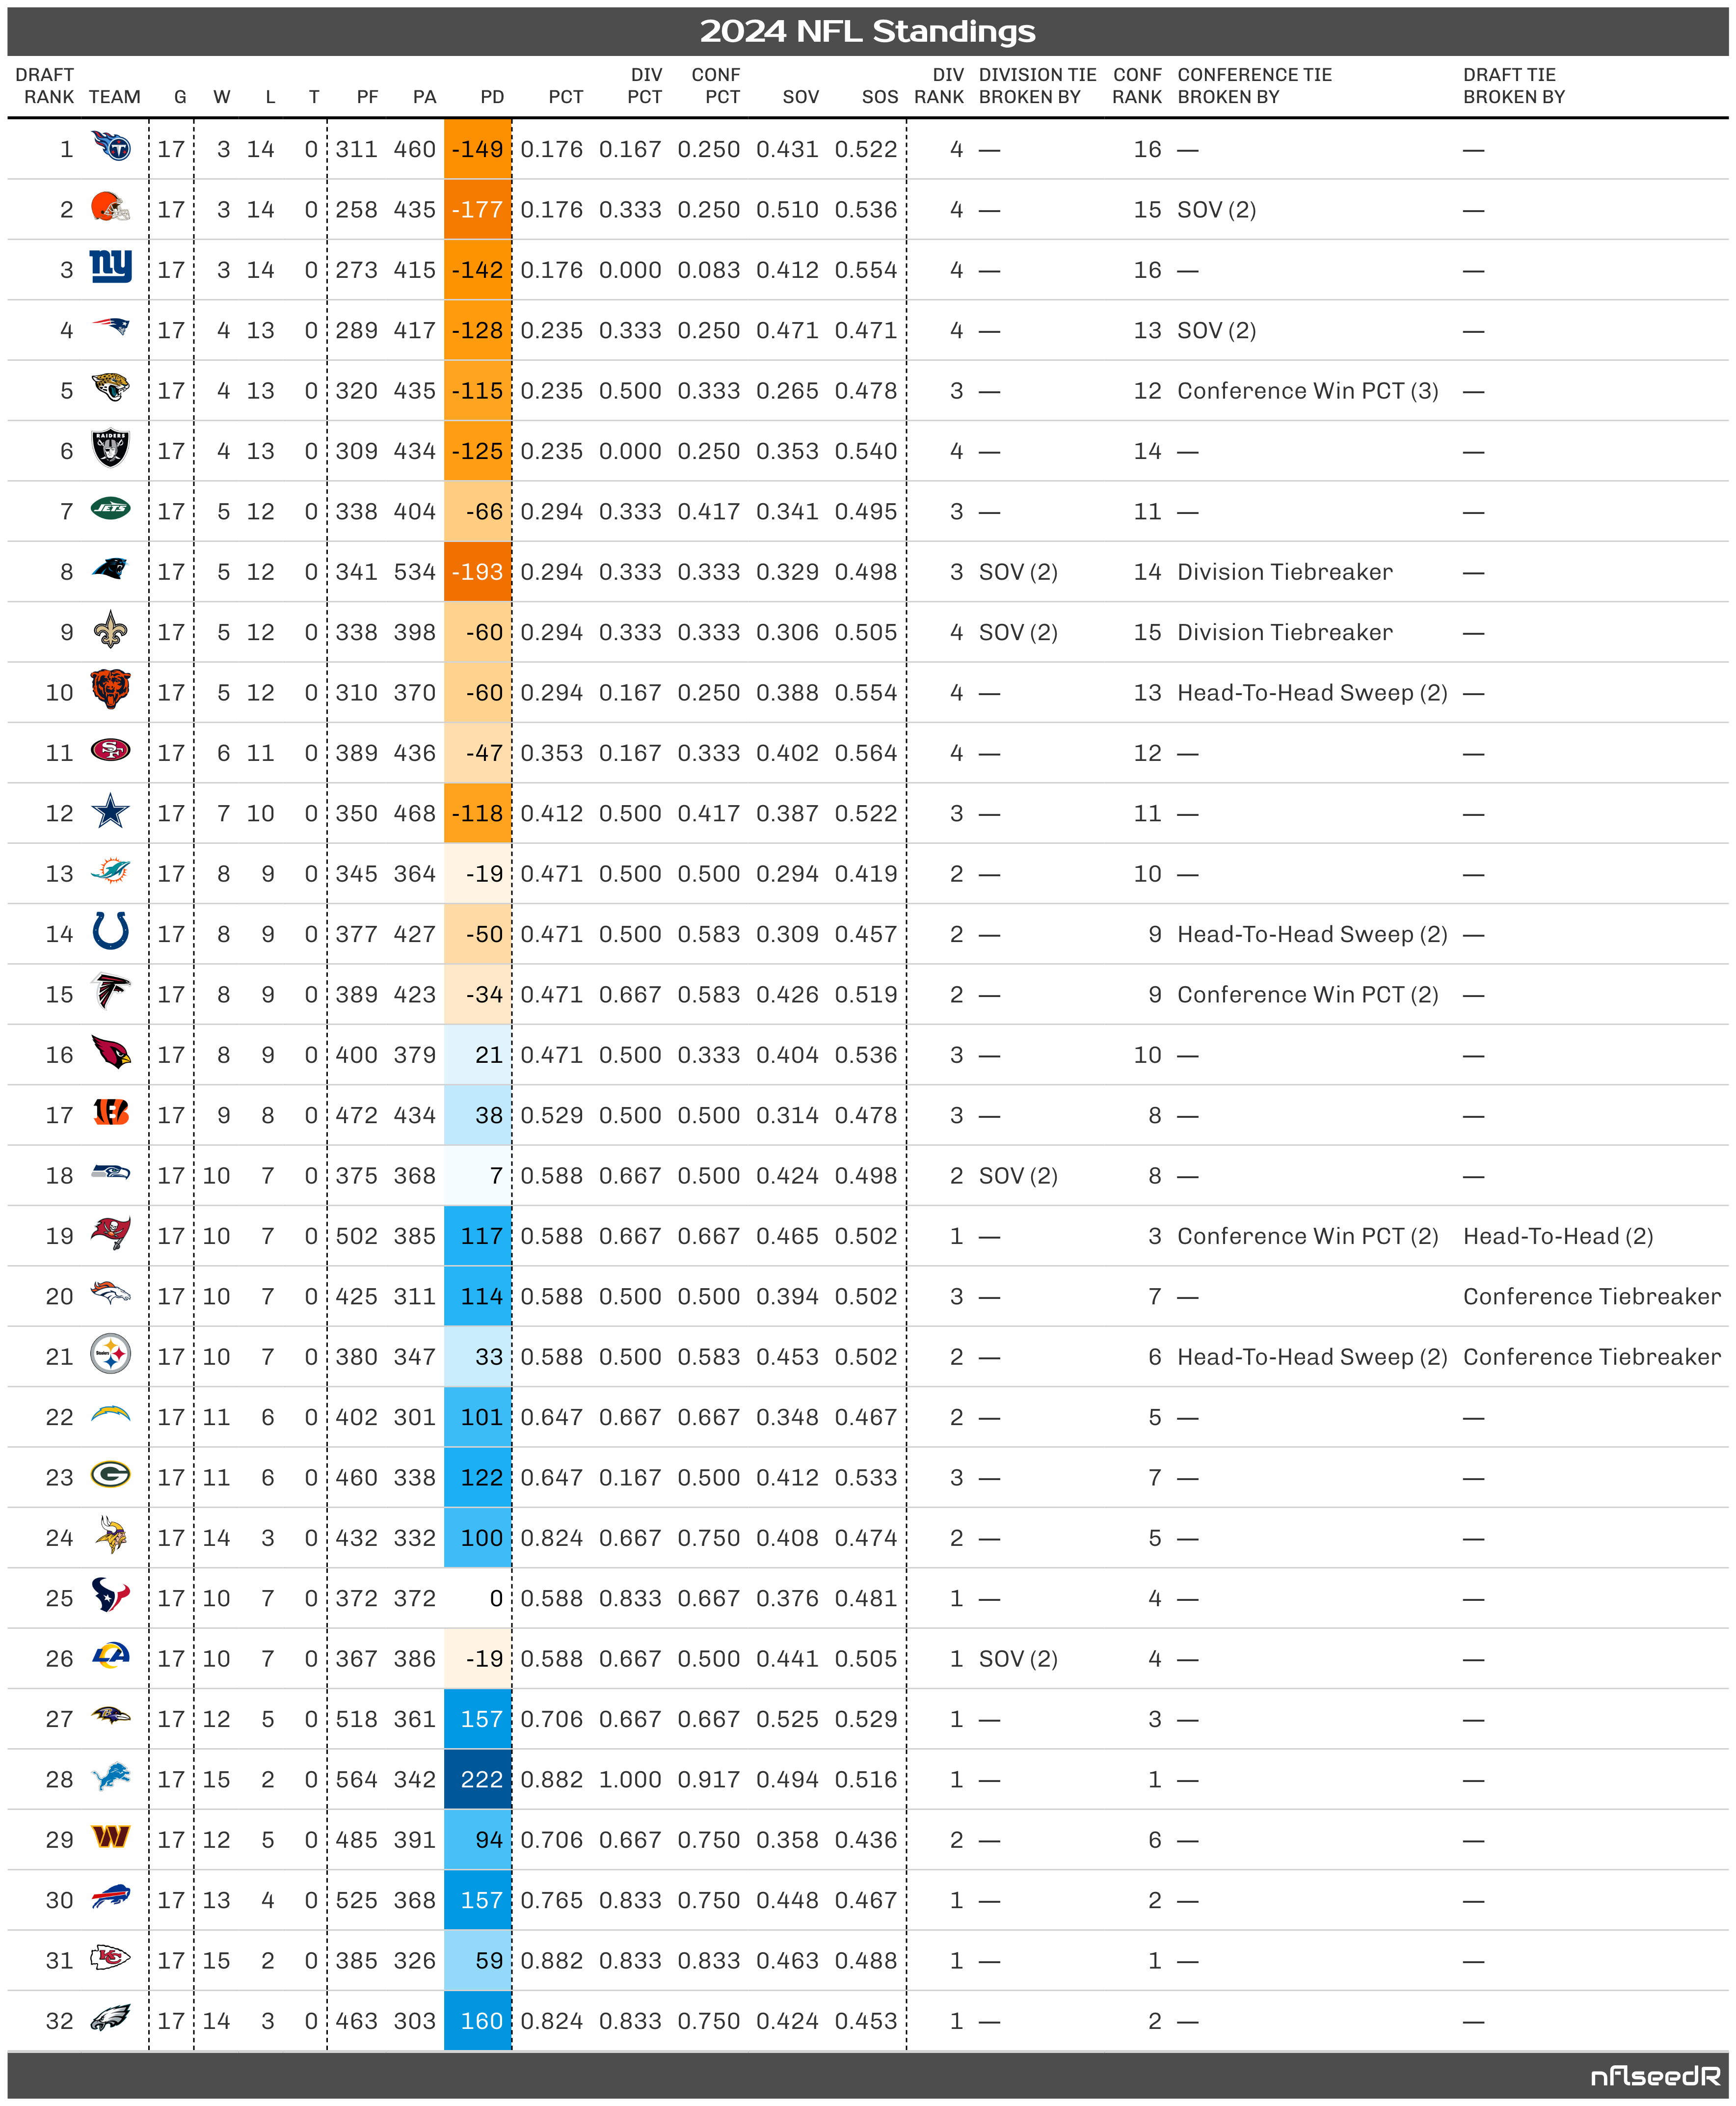 2024 NFL Standings
DIV CONF
DRAFT DIV DIVISION TIE CONF CONFERENCE TIE DRAFT TIE
RANK TEAM G W L T PF PA PD PCT PCT PCT SOV SOS RANK BROKEN BY RANK BROKEN BY BROKEN BY
1 17 3 14 0 311 460 -149 0.176 0.167 0.250 0.431 0.522 4 — 16 — —
2 17 3 14 0 258 435 -177 0.176 0.333 0.250 0.510 0.536 4 — 15 SOV (2) —
3 ny 17 3 14 0 273 415 -142 0.176 0.000 0.083 0.412 0.554 4 — 16 — —
4 17 4 13 0 289 417 -128 0.235 0.333 0.250 0.471 0.471 4 — 13 SOV (2) —
5 17 4 13 0 320 435 -115 0.235 0.500 0.333 0.265 0.478 3 — 12 Conference Win PCT (3) —
6 RAIDERS 17 4 13 0 309 434 -125 0.235 0.000 0.250 0.353 0.540 4 — 14 — —
7 JETS 17 5 12 0 338 404 -66 0.294 0.333 0.417 0.341 0.495 3 — 11 — —
8 17 5 12 0 341 534 -193 0.294 0.333 0.333 0.329 0.498 3 SOV (2) 14 Division Tiebreaker —
9 17 5 12 0 338 398 -60 0.294 0.333 0.333 0.306 0.505 4 SOV (2) 15 Division Tiebreaker —
10 17 5 12 0 310 370 -60 0.294 0.167 0.250 0.388 0.554 4 — 13 Head-To-Head Sweep (2) —
11 SF 17 6 11 0 389 436 -47 0.353 0.167 0.333 0.402 0.564 4 — 12 — —
12 17 7 10 0 350 468 -118 0.412 0.500 0.417 0.387 0.522 3 — 11 — —
13 17 8 9 0 345 364 -19 0.471 0.500 0.500 0.294 0.419 2 — 10 — —
14 17 8 9 0 377 427 -50 0.471 0.500 0.583 0.309 0.457 2 — 9 Head-To-Head Sweep (2) —
15 17 8 9 0 389 423 -34 0.471 0.667 0.583 0.426 0.519 2 — 9 Conference Win PCT (2) —
16 17 8 9 0 400 379 21 0.471 0.500 0.333 0.404 0.536 3 — 10 — —
17 B 17 9 8 0 472 434 38 0.529 0.500 0.500 0.314 0.478 3 — 8 — —
18 17 10 7 0 375 368 7 0.588 0.667 0.500 0.424 0.498 2 SOV (2) 8 — —
19 17 10 7 0 502 385 117 0.588 0.667 0.667 0.465 0.502 1 — 3 Conference Win PCT (2) Head-To-Head (2)
20 17 10 7 0 425 311 114 0.588 0.500 0.500 0.394 0.502 3 — 7 — Conference Tiebreaker
21 Steelers 17 10 7 0 380 347 33 0.588 0.500 0.583 0.453 0.502 2 — 6 Head-To-Head Sweep (2) Conference Tiebreaker
22 17 11 6 0 402 301 101 0.647 0.667 0.667 0.348 0.467 2 — 5 — —
23 G 17 11 6 0 460 338 122 0.647 0.167 0.500 0.412 0.533 3 — 7 — —
24 17 14 3 0 432 332 100 0.824 0.667 0.750 0.408 0.474 2 — 5 — —
25 17 10 7 0 372 372 0 0.588 0.833 0.667 0.376 0.481 1 — 4 — —
26 LA 17 10 7 0 367 386 -19 0.588 0.667 0.500 0.441 0.505 1 SOV (2) 4 — —
27 B 17 12 5 0 518 361 157 0.706 0.667 0.667 0.525 0.529 1 — 3 — —
28 17 15 2 0 564 342 222 0.882 1.000 0.917 0.494 0.516 1 — 1 — —
29 W 17 12 5 0 485 391 94 0.706 0.667 0.750 0.358 0.436 2 — 6 — —
30 17 13 4 0 525 368 157 0.765 0.833 0.750 0.448 0.467 1 — 2 — —
31 KC 17 15 2 0 385 326 59 0.882 0.833 0.833 0.463 0.488 1 — 1 — —
32 17 14 3 0 463 303 160 0.824 0.833 0.750 0.424 0.453 1 — 2 — —
nflseedR